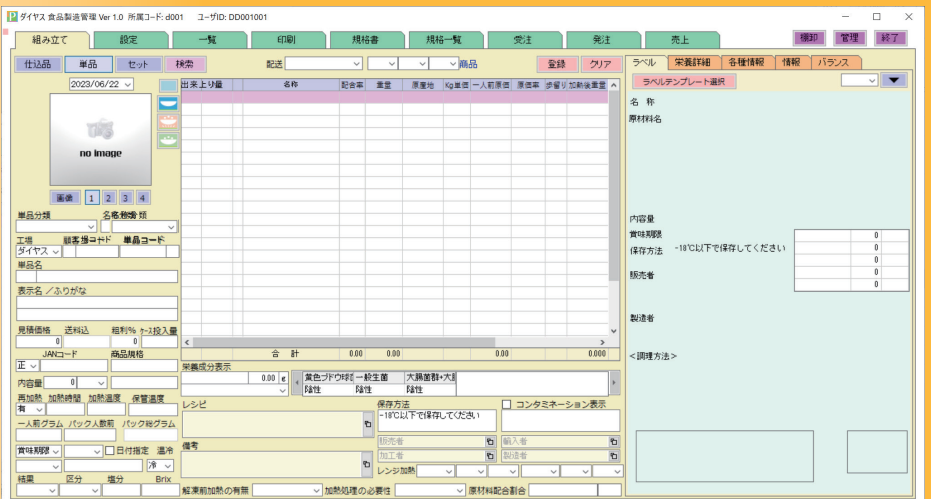 ダイヤス 食品製造管理 Ver 1.0 所属コード: d001 ユーザID: DD001001
組み立て 設定 一覧 印刷 規格書 規格一覧 受注 発注 売上 棚卸 管理 終了
仕込品 単品 セット 検索 配送 商品 登録 クリア
ラベル 栄養詳細 各種情報 情報 バランス
2023/06/22
ラベルテンプレート選択
出来上り量 名称 配合率 重量 原産地 Kg単価 一人前原価 原価率 歩留り 加熱後重量
no image
画像 1 2 3 4
単品分類
工場 単品コード
ダイヤス
単品名
表示名 /ふりがな
見積価格 送料込 粗利% ケース投入量
0 0
JANコード 商品規格
正
内容量 0
再加熱 加熱時間 加熱温度 保管温度
有
一人前グラム パック人数前 パック総グラム
賞味期限 日付指定 温冷
冷
結果 区分 塩分 Brix
合 計 0.00 0.00 0.00 0.000
栄養成分表示
0.00 g
黄色ブドウ球 一般生菌 大腸菌群+大腸
陰性 陰性 陰性
レシピ
保存方法 コンタミネーション表示
-18℃以下で保存してください
備考
販売者 輸入者
加工者 製造者
レンジ加熱
解凍前加熱の有無 加熱処理の必要性 原材料配合割合
名 称
原材料名
内容量
賞味期限
保存方法 -18℃以下で保存してください
販売者
0
0
0
0
0
製造者
<調理方法>